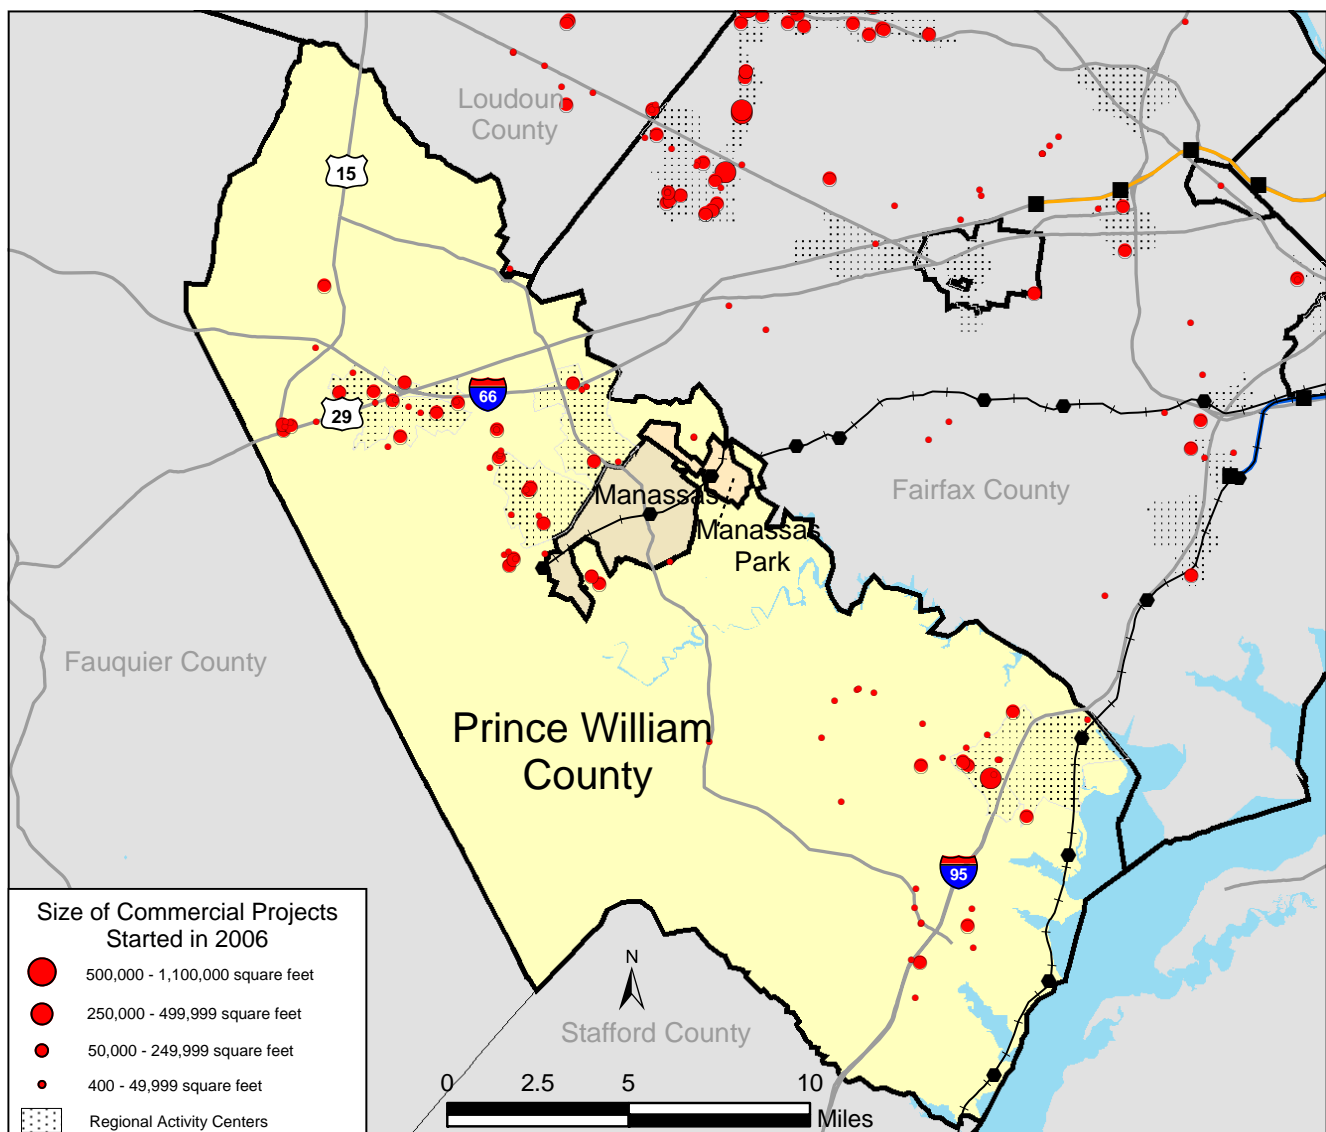 Loudoun
County
15
29
66
Manassas
Manassas
Park
Fairfax County
Fauquier County
Prince William
County
95
Size of Commercial Projects
Started in 2006
500,000 - 1,100,000 square feet
250,000 - 499,999 square feet
50,000 - 249,999 square feet
400 - 49,999 square feet
Regional Activity Centers
N
Stafford County
0 2.5 5 10
Miles